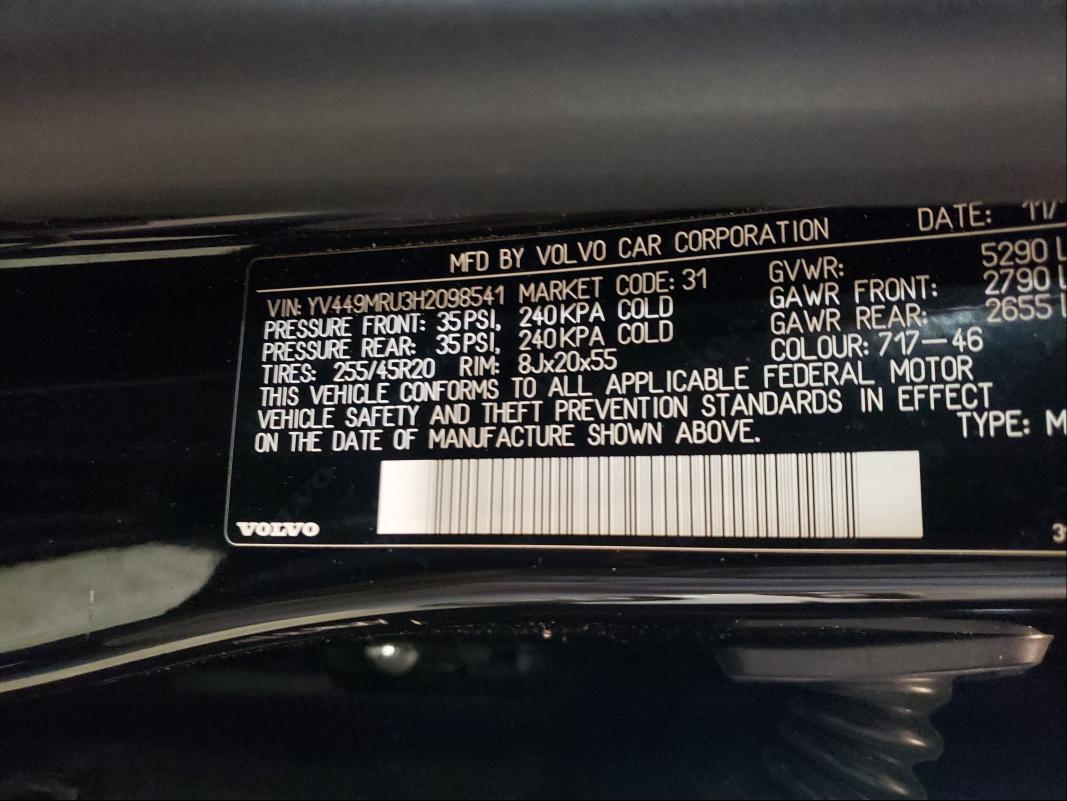 MFD BY VOLVO CAR CORPORATION DATE: 11/
VIN: YV449MRU3H2098541 MARKET CODE: 31 GVWR: 5290 L
PRESSURE FRONT: 35PSI, 240KPA COLD GAWR FRONT: 2790 L
PRESSURE REAR: 35PSI, 240KPA COLD GAWR REAR: 2655 L
TIRES: 255/45R20 RIM: 8Jx20x55 COLOUR: 717-46
THIS VEHICLE CONFORMS TO ALL APPLICABLE FEDERAL MOTOR
VEHICLE SAFETY AND THEFT PREVENTION STANDARDS IN EFFECT
ON THE DATE OF MANUFACTURE SHOWN ABOVE. TYPE: M
VOLVO